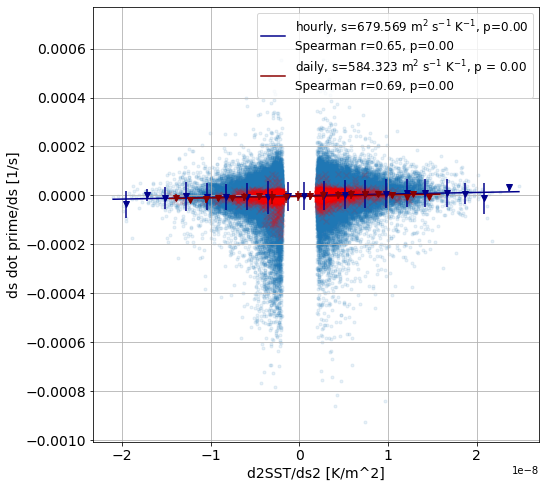 hourly, s=679.569 m² s⁻¹ K⁻¹, p=0.00
Spearman r=0.65, p=0.00
daily, s=584.323 m² s⁻¹ K⁻¹, p = 0.00
Spearman r=0.69, p=0.00
0.0006
0.0004
0.0002
0.0000
−0.0002
−0.0004
−0.0006
−0.0008
−0.0010
ds dot prime/ds [1/s]
−2
−1
0
1
2
1e−8
d2SST/ds2 [K/m^2]